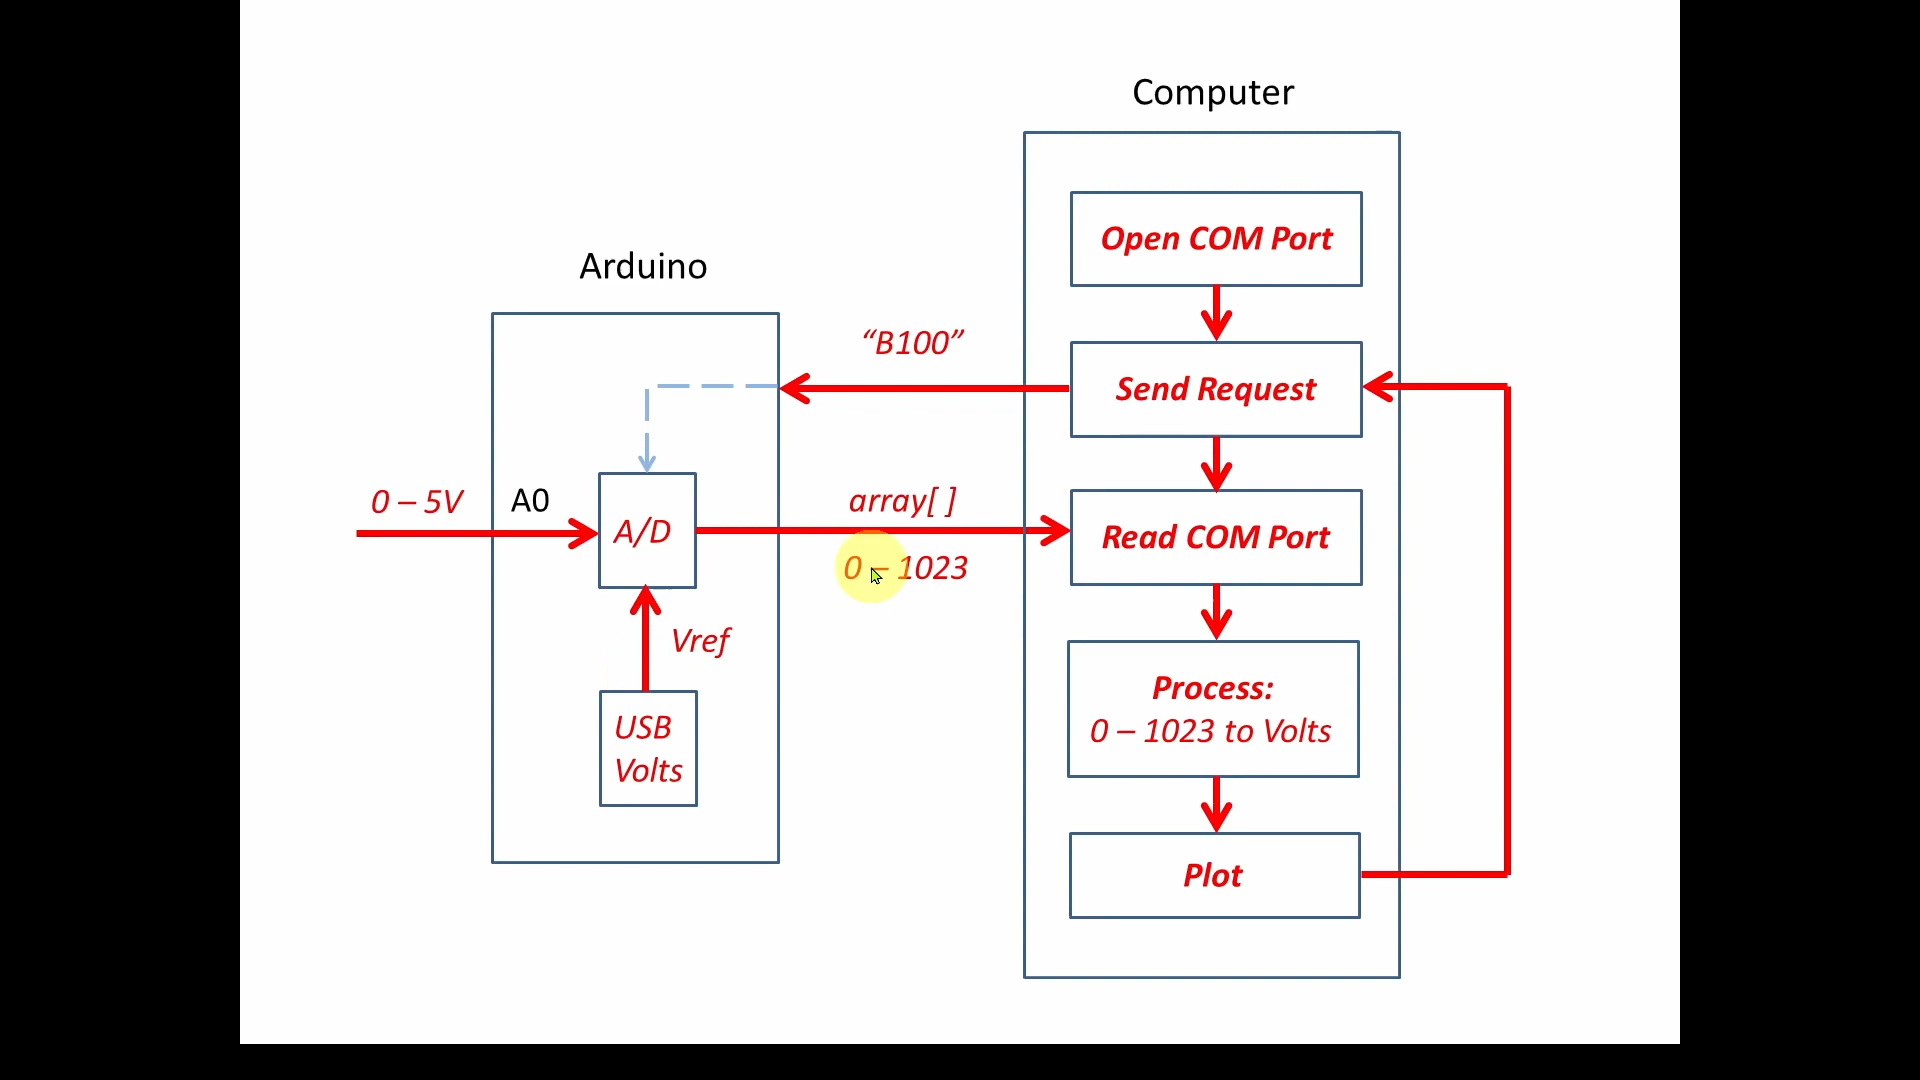 Computer
Open COM Port
Arduino
“B100”
Send Request
0 – 5V
A0
A/D
array[ ]
0 – 1023
Read COM Port
Vref
USB
Volts
Process:
0 – 1023 to Volts
Plot